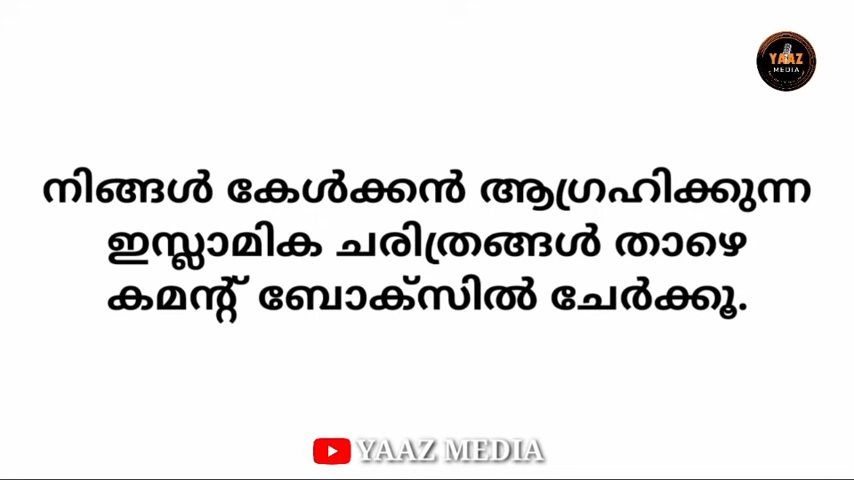 YAAZ
MEDIA
നിങ്ങൾ കേൾക്കൻ ആഗ്രഹിക്കുന്ന
ഇസ്ലാമിക ചരിത്രങ്ങൾ താഴെ
കമന്റ് ബോക്സിൽ ചേർക്കൂ.
YAAZ MEDIA